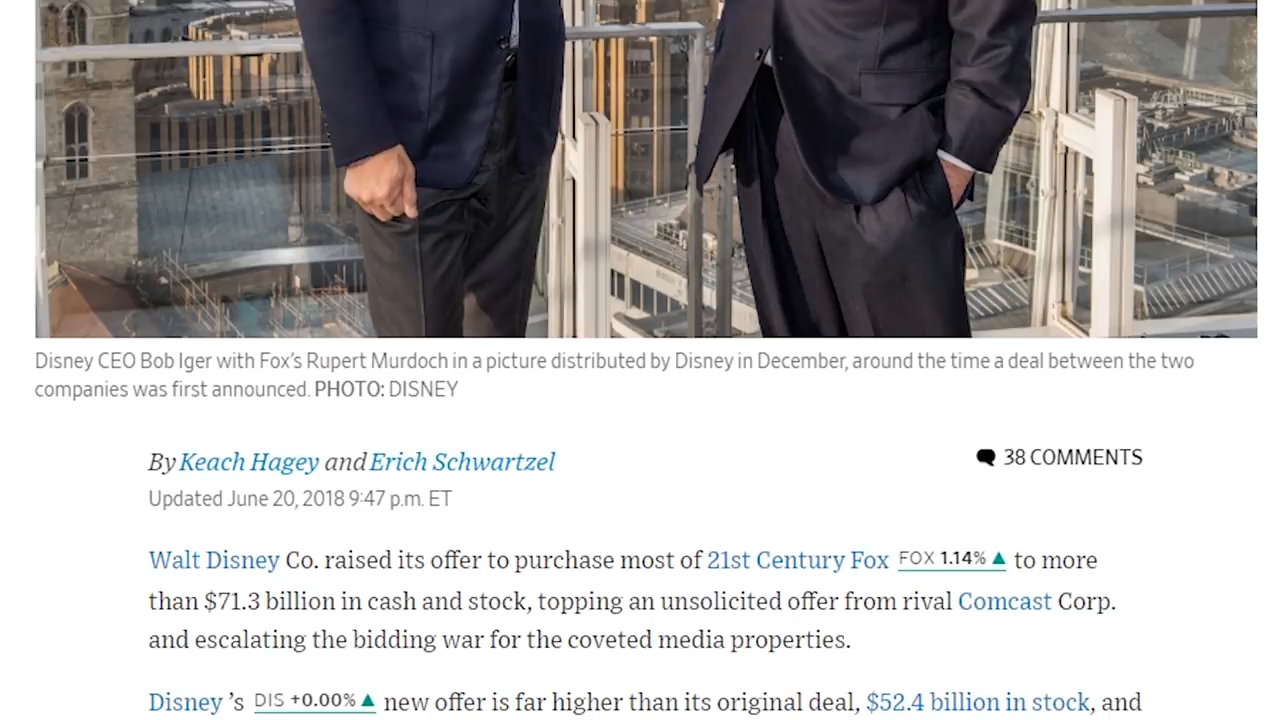 Disney CEO Bob Iger with Fox’s Rupert Murdoch in a picture distributed by Disney in December, around the time a deal between the two
companies was first announced. PHOTO: DISNEY
By Keach Hagey and Erich Schwartzel
38 COMMENTS
Updated June 20, 2018 9:47 p.m. ET
Walt Disney Co. raised its offer to purchase most of 21st Century Fox FOX 1.14% ▲ to more
than $71.3 billion in cash and stock, topping an unsolicited offer from rival Comcast Corp.
and escalating the bidding war for the coveted media properties.
Disney ’s DIS +0.00% ▲ new offer is far higher than its original deal, $52.4 billion in stock, and